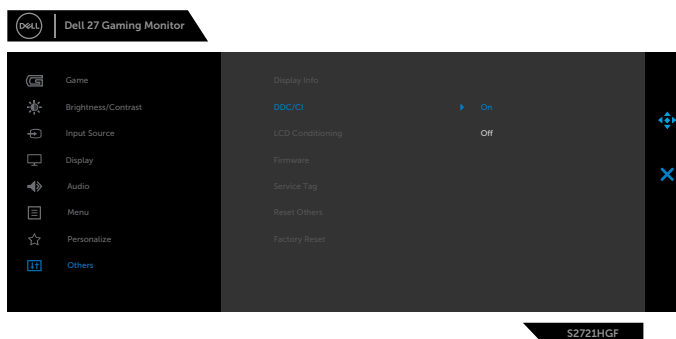 DELL Dell 27 Gaming Monitor
Game
Display Info
Brightness/Contrast
DDC/CI
On
Input Source
LCD Conditioning
Off
Display
Firmware
Audio
Service Tag
Menu
Reset Others
Personalize
Factory Reset
Others
S2721HGF